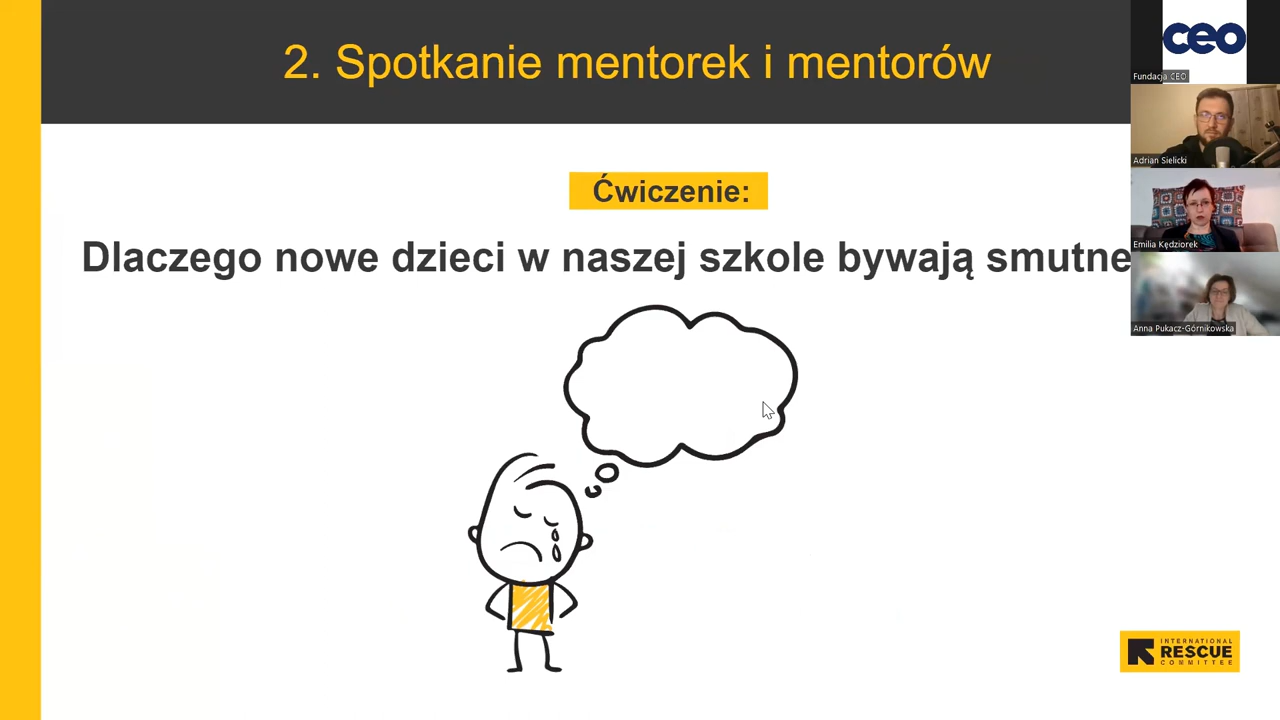 2. Spotkanie mentorek i mentorów
Ćwiczenie:
Dlaczego nowe dzieci w naszej szkole bywają smutne
ceo
Fundacja CEO
Adrian Sielicki
Emilia Kędziorek
Anna Pukacz-Górnikowska
INTERNATIONAL
RESCUE
COMMITTEE